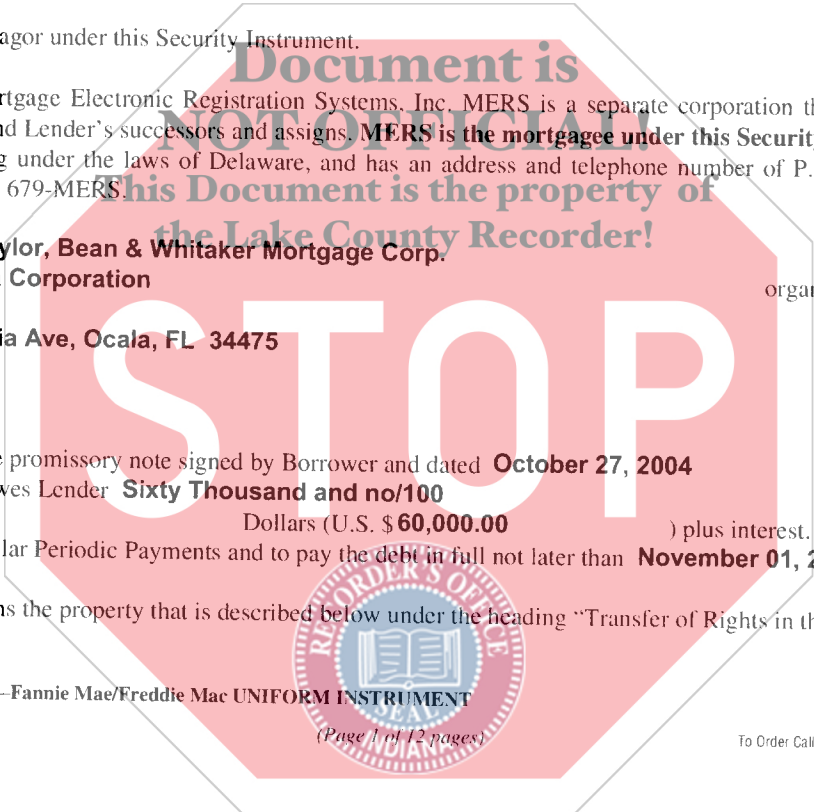 agor under this Security Instrument.
Document is
rtgage Electronic Registration Systems, Inc. MERS is a separate corporation th
NOT OFFICIAL!
nd Lender's successors and assigns. MERS is the mortgagee under this Securit
g under the laws of Delaware, and has an address and telephone number of P.
679-MERS.
This Document is the property of
the Lake County Recorder!
ylor, Bean & Whitaker Mortgage Corp.
Corporation
organ
ia Ave, Ocala, FL 34475
STOP
e promissory note signed by Borrower and dated October 27, 2004
wes Lender Sixty Thousand and no/100
Dollars (U.S. $60,000.00 ) plus interest.
lar Periodic Payments and to pay the debt in full not later than November 01, 2
RECORDER'S OFFICE
ns the property that is described below under the heading “Transfer of Rights in th
–Fannie Mae/Freddie Mac UNIFORM INSTRUMENT
SEAL
(Page 1 of 12 pages)
INDIANA
To Order Call